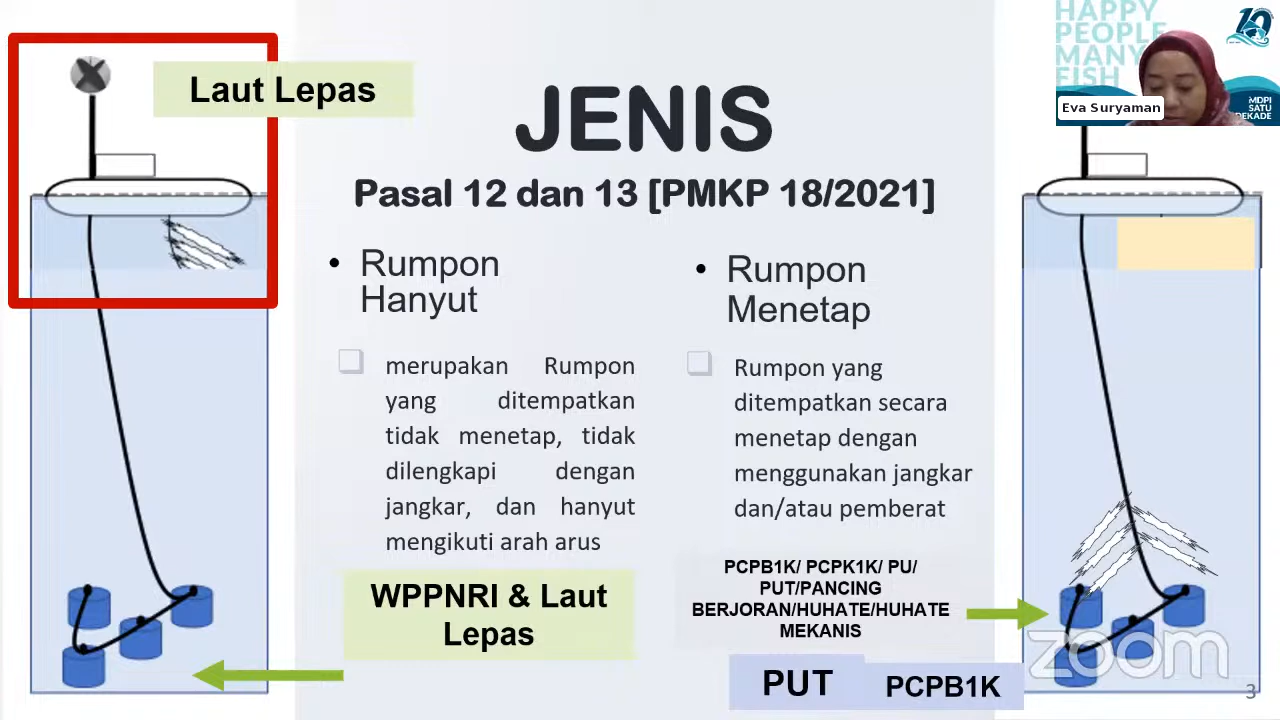 HAPPY
PEOPLE
MANY
FISH
Eva Suryaman
MDPI
SATU
DEKADE
Laut Lepas
JENIS
Pasal 12 dan 13 [PMKP 18/2021]
• Rumpon
Hanyut
merupakan Rumpon
yang ditempatkan
tidak menetap, tidak
dilengkapi dengan
jangkar, dan hanyut
mengikuti arah arus
WPPNRI & Laut
Lepas
• Rumpon
Menetap
Rumpon yang
ditempatkan secara
menetap dengan
menggunakan jangkar
dan/atau pemberat
PCPB1K/ PCPK1K/ PU/
PUT/PANCING
BERJORAN/HUHATE/HUHATE
MEKANIS
PUT
PCPB1K
zoom
3